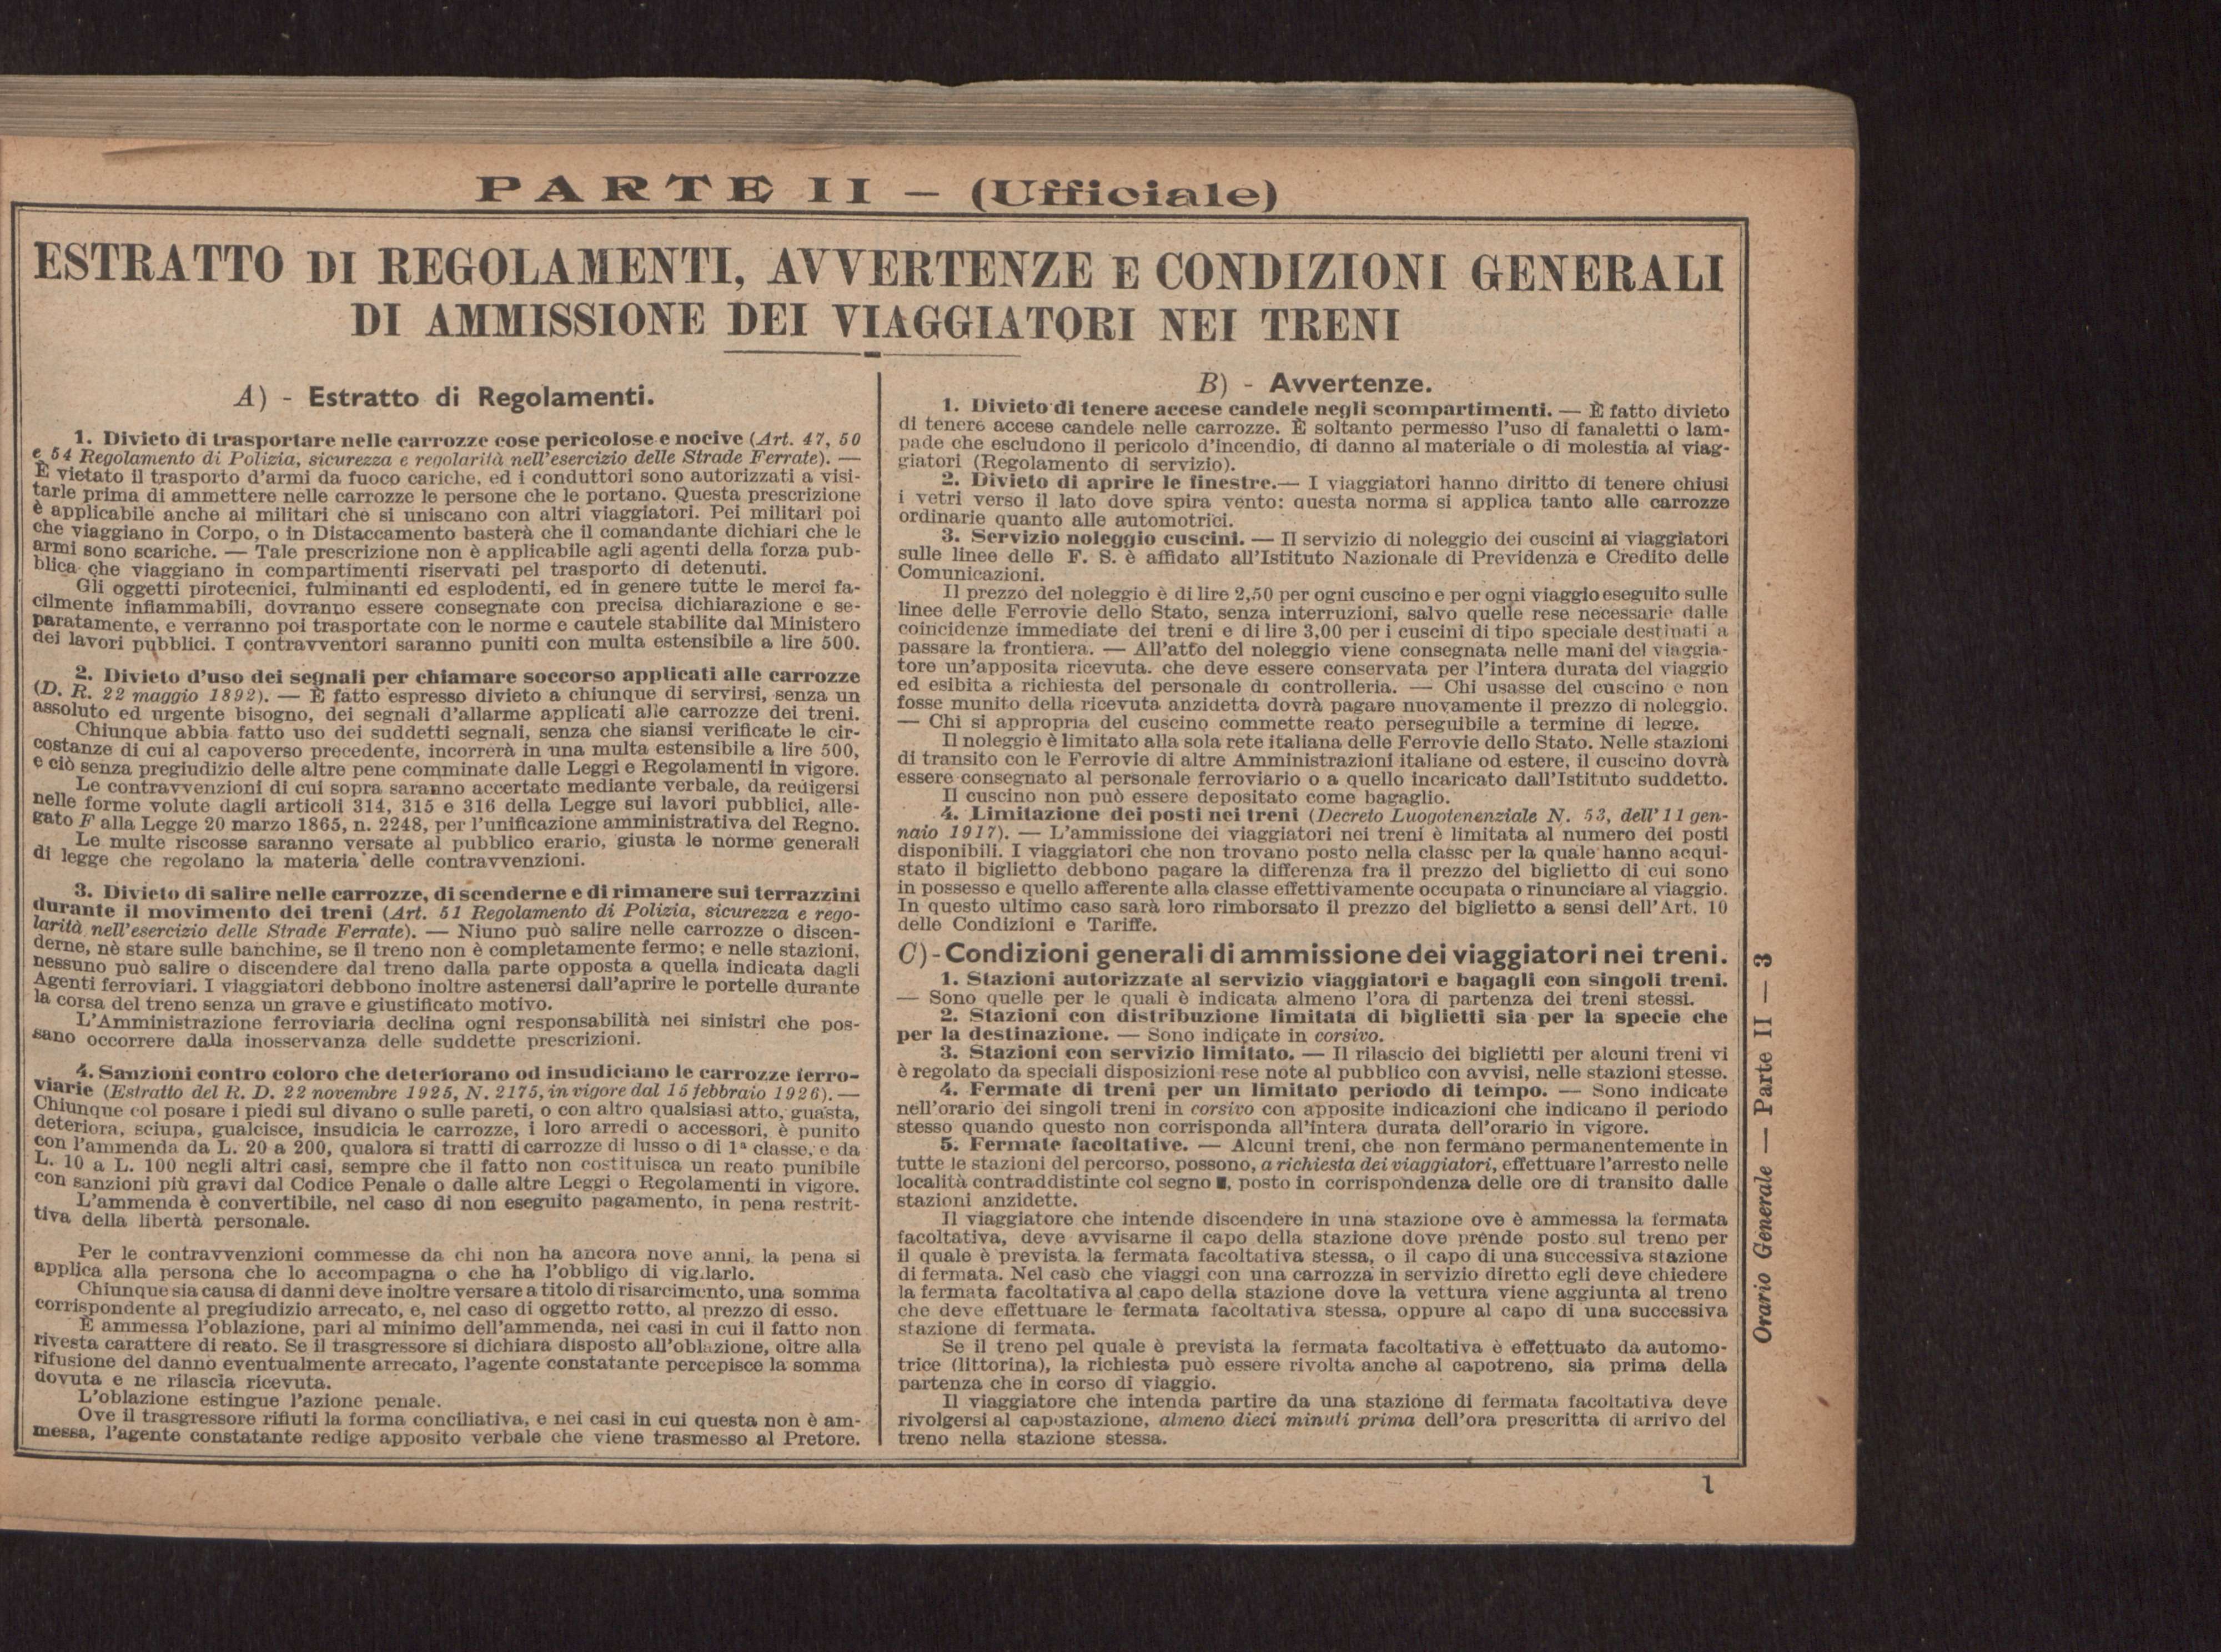 PARTE II — (Ufficiale)
ESTRATTO DI REGOLAMENTI, AVVERTENZE E CONDIZIONI GENERALI
DI AMMISSIONE DEI VIAGGIATORI NEI TRENI
A) - Estratto di Regolamenti.
1. Divieto di trasportare nelle carrozze cose pericolose e nocive (Art. 47, 50
e 54 Regolamento di Polizia, sicurezza e regolarità nell'esercizio delle Strade Ferrate). —
È vietato il trasporto d'armi da fuoco cariche, ed i conduttori sono autorizzati a visi-
tarle prima di ammettere nelle carrozze le persone che le portano. Questa prescrizione
è applicabile anche ai militari che si uniscano con altri viaggiatori. Pei militari poi
che viaggiano in Corpo, o in Distaccamento basterà che il comandante dichiari che le
armi sono scariche. — Tale prescrizione non è applicabile agli agenti della forza pub-
blica che viaggiano in compartimenti riservati pel trasporto di detenuti.
Gli oggetti pirotecnici, fulminanti ed esplodenti, ed in genere tutte le merci fa-
cilmente infiammabili, dovranno essere consegnate con precisa dichiarazione e se-
paratamente, e verranno poi trasportate con le norme e cautele stabilite dal Ministero
dei lavori pubblici. I contravventori saranno puniti con multa estensibile a lire 500.
2. Divieto d'uso dei segnali per chiamare soccorso applicati alle carrozze
(D. R. 22 maggio 1892). — È fatto espresso divieto a chiunque di servirsi, senza un
assoluto ed urgente bisogno, dei segnali d'allarme applicati alle carrozze dei treni.
Chiunque abbia fatto uso dei suddetti segnali, senza che siansi verificate le cir-
costanze di cui al capoverso precedente, incorrerà in una multa estensibile a lire 500,
e ciò senza pregiudizio delle altre pene comminate dalle Leggi e Regolamenti in vigore.
Le contravvenzioni di cui sopra saranno accertate mediante verbale, da redigersi
nelle forme volute dagli articoli 314, 315 e 316 della Legge sui lavori pubblici, alle-
gato F alla Legge 20 marzo 1865, n. 2248, per l'unificazione amministrativa del Regno.
Le multe riscosse saranno versate al pubblico erario, giusta le norme generali
di legge che regolano la materia delle contravvenzioni.
3. Divieto di salire nelle carrozze, di scenderne e di rimanere sui terrazzini
durante il movimento dei treni (Art. 51 Regolamento di Polizia, sicurezza e rego-
larità nell'esercizio delle Strade Ferrate). — Niuno può salire nelle carrozze o discen-
derne, nè stare sulle banchine, se il treno non è completamente fermo; e nelle stazioni,
nessuno può salire o discendere dal treno dalla parte opposta a quella indicata dagli
Agenti ferroviari. I viaggiatori debbono inoltre astenersi dall'aprire le portelle durante
la corsa del treno senza un grave e giustificato motivo.
L'Amministrazione ferroviaria declina ogni responsabilità nei sinistri che pos-
sano occorrere dalla inosservanza delle suddette prescrizioni.
4. Sanzioni contro coloro che deteriorano od insudiciano le carrozze ferro-
viarie (Estratto del R. D. 22 novembre 1925, N. 2175, in vigore dal 15 febbraio 1926). —
Chiunque col posare i piedi sul divano o sulle pareti, o con altro qualsiasi atto, guasta,
deteriora, sciupa, gualcisce, insudicia le carrozze, i loro arredi o accessori, è punito
con l'ammenda da L. 20 a 200, qualora si tratti di carrozze di lusso o di 1ª classe, e da
L. 10 a L. 100 negli altri casi, sempre che il fatto non costituisca un reato punibile
con sanzioni più gravi dal Codice Penale o dalle altre Leggi o Regolamenti in vigore.
L'ammenda è convertibile, nel caso di non eseguito pagamento, in pena restrit-
tiva della libertà personale.
Per le contravvenzioni commesse da chi non ha ancora nove anni, la pena si
applica alla persona che lo accompagna o che ha l'obbligo di vigilarlo.
Chiunque sia causa di danni deve inoltre versare a titolo di risarcimento, una somma
corrispondente al pregiudizio arrecato, e, nel caso di oggetto rotto, al prezzo di esso.
È ammessa l'oblazione, pari al minimo dell'ammenda, nei casi in cui il fatto non
rivesta carattere di reato. Se il trasgressore si dichiara disposto all'oblazione, oltre alla
rifusione del danno eventualmente arrecato, l'agente constatante percepisce la somma
dovuta e ne rilascia ricevuta.
L'oblazione estingue l'azione penale.
Ove il trasgressore rifiuti la forma conciliativa, e nei casi in cui questa non è am-
messa, l'agente constatante redige apposito verbale che viene trasmesso al Pretore.
B) - Avvertenze.
1. Divieto di tenere accese candele negli scompartimenti. — È fatto divieto
di tenere accese candele nelle carrozze. È soltanto permesso l'uso di fanaletti o lam-
pade che escludono il pericolo d'incendio, di danno al materiale o di molestia ai viag-
giatori (Regolamento di servizio).
2. Divieto di aprire le finestre.— I viaggiatori hanno diritto di tenere chiusi
i vetri verso il lato dove spira vento: questa norma si applica tanto alle carrozze
ordinarie quanto alle automotrici.
3. Servizio noleggio cuscini. — Il servizio di noleggio dei cuscini ai viaggiatori
sulle linee delle F. S. è affidato all'Istituto Nazionale di Previdenza e Credito delle
Comunicazioni.
Il prezzo del noleggio è di lire 2,50 per ogni cuscino e per ogni viaggio eseguito sulle
linee delle Ferrovie dello Stato, senza interruzioni, salvo quelle rese necessarie dalle
coincidenze immediate dei treni e di lire 3,00 per i cuscini di tipo speciale destinati a
passare la frontiera. — All'atto del noleggio viene consegnata nelle mani del viaggia-
tore un'apposita ricevuta. che deve essere conservata per l'intera durata del viaggio
ed esibita a richiesta del personale di controlleria. — Chi usasse del cuscino e non
fosse munito della ricevuta anzidetta dovrà pagare nuovamente il prezzo di noleggio.
— Chi si appropria del cuscino commette reato perseguibile a termine di legge.
Il noleggio è limitato alla sola rete italiana delle Ferrovie dello Stato. Nelle stazioni
di transito con le Ferrovie di altre Amministrazioni italiane od estere, il cuscino dovrà
essere consegnato al personale ferroviario o a quello incaricato dall'Istituto suddetto.
Il cuscino non può essere depositato come bagaglio.
4. Limitazione dei posti nei treni (Decreto Luogotenenziale N. 53, dell'11 gen-
naio 1917). — L'ammissione dei viaggiatori nei treni è limitata al numero dei posti
disponibili. I viaggiatori che non trovano posto nella classe per la quale hanno acqui-
stato il biglietto debbono pagare la differenza fra il prezzo del biglietto di cui sono
in possesso e quello afferente alla classe effettivamente occupata o rinunciare al viaggio.
In questo ultimo caso sarà loro rimborsato il prezzo del biglietto a sensi dell'Art. 10
delle Condizioni e Tariffe.
C) - Condizioni generali di ammissione dei viaggiatori nei treni.
1. Stazioni autorizzate al servizio viaggiatori e bagagli con singoli treni.
— Sono quelle per le quali è indicata almeno l'ora di partenza dei treni stessi.
2. Stazioni con distribuzione limitata di biglietti sia per la specie che
per la destinazione. — Sono indicate in corsivo.
3. Stazioni con servizio limitato. — Il rilascio dei biglietti per alcuni treni vi
è regolato da speciali disposizioni rese note al pubblico con avvisi, nelle stazioni stesse.
4. Fermate di treni per un limitato periodo di tempo. — Sono indicate
nell'orario dei singoli treni in corsivo con apposite indicazioni che indicano il periodo
stesso quando questo non corrisponda all'intera durata dell'orario in vigore.
5. Fermate facoltative. — Alcuni treni, che non fermano permanentemente in
tutte le stazioni del percorso, possono, a richiesta dei viaggiatori, effettuare l'arresto nelle
località contraddistinte col segno ■, posto in corrispondenza delle ore di transito dalle
stazioni anzidette.
Il viaggiatore che intende discendere in una stazione ove è ammessa la fermata
facoltativa, deve avvisarne il capo della stazione dove prende posto sul treno per
il quale è prevista la fermata facoltativa stessa, o il capo di una successiva stazione
di fermata. Nel caso che viaggi con una carrozza in servizio diretto egli deve chiedere
la fermata facoltativa al capo della stazione dove la vettura viene aggiunta al treno
che deve effettuare le fermata facoltativa stessa, oppure al capo di una successiva
stazione di fermata.
Se il treno pel quale è prevista la fermata facoltativa è effettuato da automo-
trice (littorina), la richiesta può essere rivolta anche al capotreno, sia prima della
partenza che in corso di viaggio.
Il viaggiatore che intenda partire da una stazione di fermata facoltativa deve
rivolgersi al capostazione, almeno dieci minuti prima dell'ora prescritta di arrivo del
treno nella stazione stessa.
Orario Generale — Parte II — 3
1